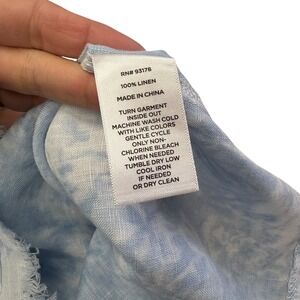 RN# 93178
100% LINEN
MADE IN CHINA
TURN GARMENT
INSIDE OUT
MACHINE WASH COLD
WITH LIKE COLORS
GENTLE CYCLE
ONLY NON-
CHLORINE BLEACH
WHEN NEEDED
TUMBLE DRY LOW
COOL IRON
IF NEEDED
OR DRY CLEAN